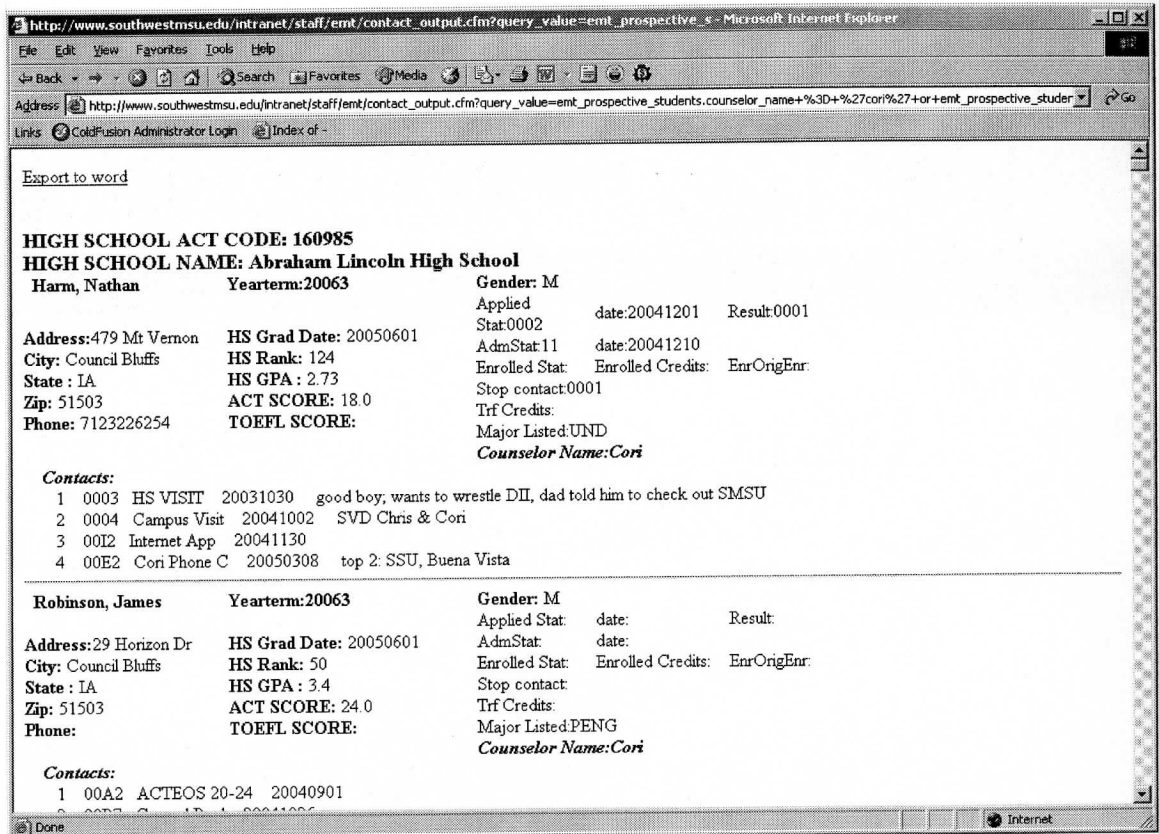 http://www.southwestmsu.edu/intranet/staff/emt/contact_output.cfm?query_value=emt_prospective_s - Microsoft Internet Explorer
File Edit View Favorites Tools Help
Back Search Favorites Media
Address http://www.southwestmsu.edu/intranet/staff/emt/contact_output.cfm?query_value=emt_prospective_students.counselor_name+%3D+%27cori%27+or+emt_prospective_studer Go
Links ColdFusion Administrator Login Index of -
Export to word
HIGH SCHOOL ACT CODE: 160985
HIGH SCHOOL NAME: Abraham Lincoln High School
Harm, Nathan Yearterm:20063 Gender: M
Applied
Stat:0002 date:20041201 Result:0001
Address:479 Mt Vernon HS Grad Date: 20050601 AdmStat:11 date:20041210
City: Council Bluffs HS Rank: 124 Enrolled Stat: Enrolled Credits: EnrOrigEnr:
State : IA HS GPA : 2.73 Stop contact:0001
Zip: 51503 ACT SCORE: 18.0 Trf Credits:
Phone: 7123226254 TOEFL SCORE: Major Listed:UND
Counselor Name:Cori
Contacts:
1 0003 HS VISIT 20031030 good boy; wants to wrestle DII, dad told him to check out SMSU
2 0004 Campus Visit 20041002 SVD Chris & Cori
3 00I2 Internet App 20041130
4 00E2 Cori Phone C 20050308 top 2: SSU, Buena Vista
Robinson, James Yearterm:20063 Gender: M
Applied Stat: date: Result:
Address:29 Horizon Dr HS Grad Date: 20050601 AdmStat: date:
City: Council Bluffs HS Rank: 50 Enrolled Stat: Enrolled Credits: EnrOrigEnr:
State : IA HS GPA : 3.4 Stop contact:
Zip: 51503 ACT SCORE: 24.0 Trf Credits:
Phone: TOEFL SCORE: Major Listed:PENG
Counselor Name:Cori
Contacts:
1 00A2 ACTEOS 20-24 20040901
Done Internet